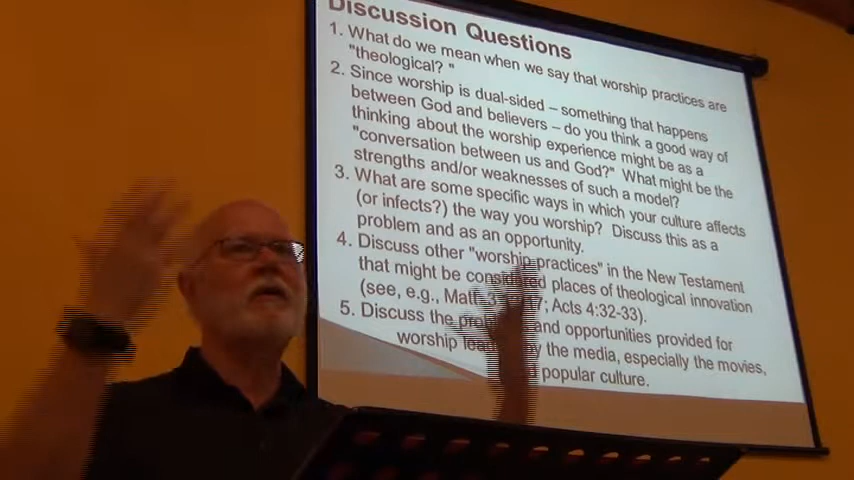 Discussion Questions
1. What do we mean when we say that worship practices are
"theological? "
2. Since worship is dual-sided – something that happens
between God and believers – do you think a good way of
thinking about the worship experience might be as a
"conversation between us and God?" What might be the
strengths and/or weaknesses of such a model?
3. What are some specific ways in which your culture affects
(or infects?) the way you worship? Discuss this as a
problem and as an opportunity.
4. Discuss other "worship practices" in the New Testament
that might be considered places of theological innovation
(see, e.g., Matt. Acts 4:32-33).
5. Discuss the and opportunities provided for
worship by the media, especially the movies,
popular culture.